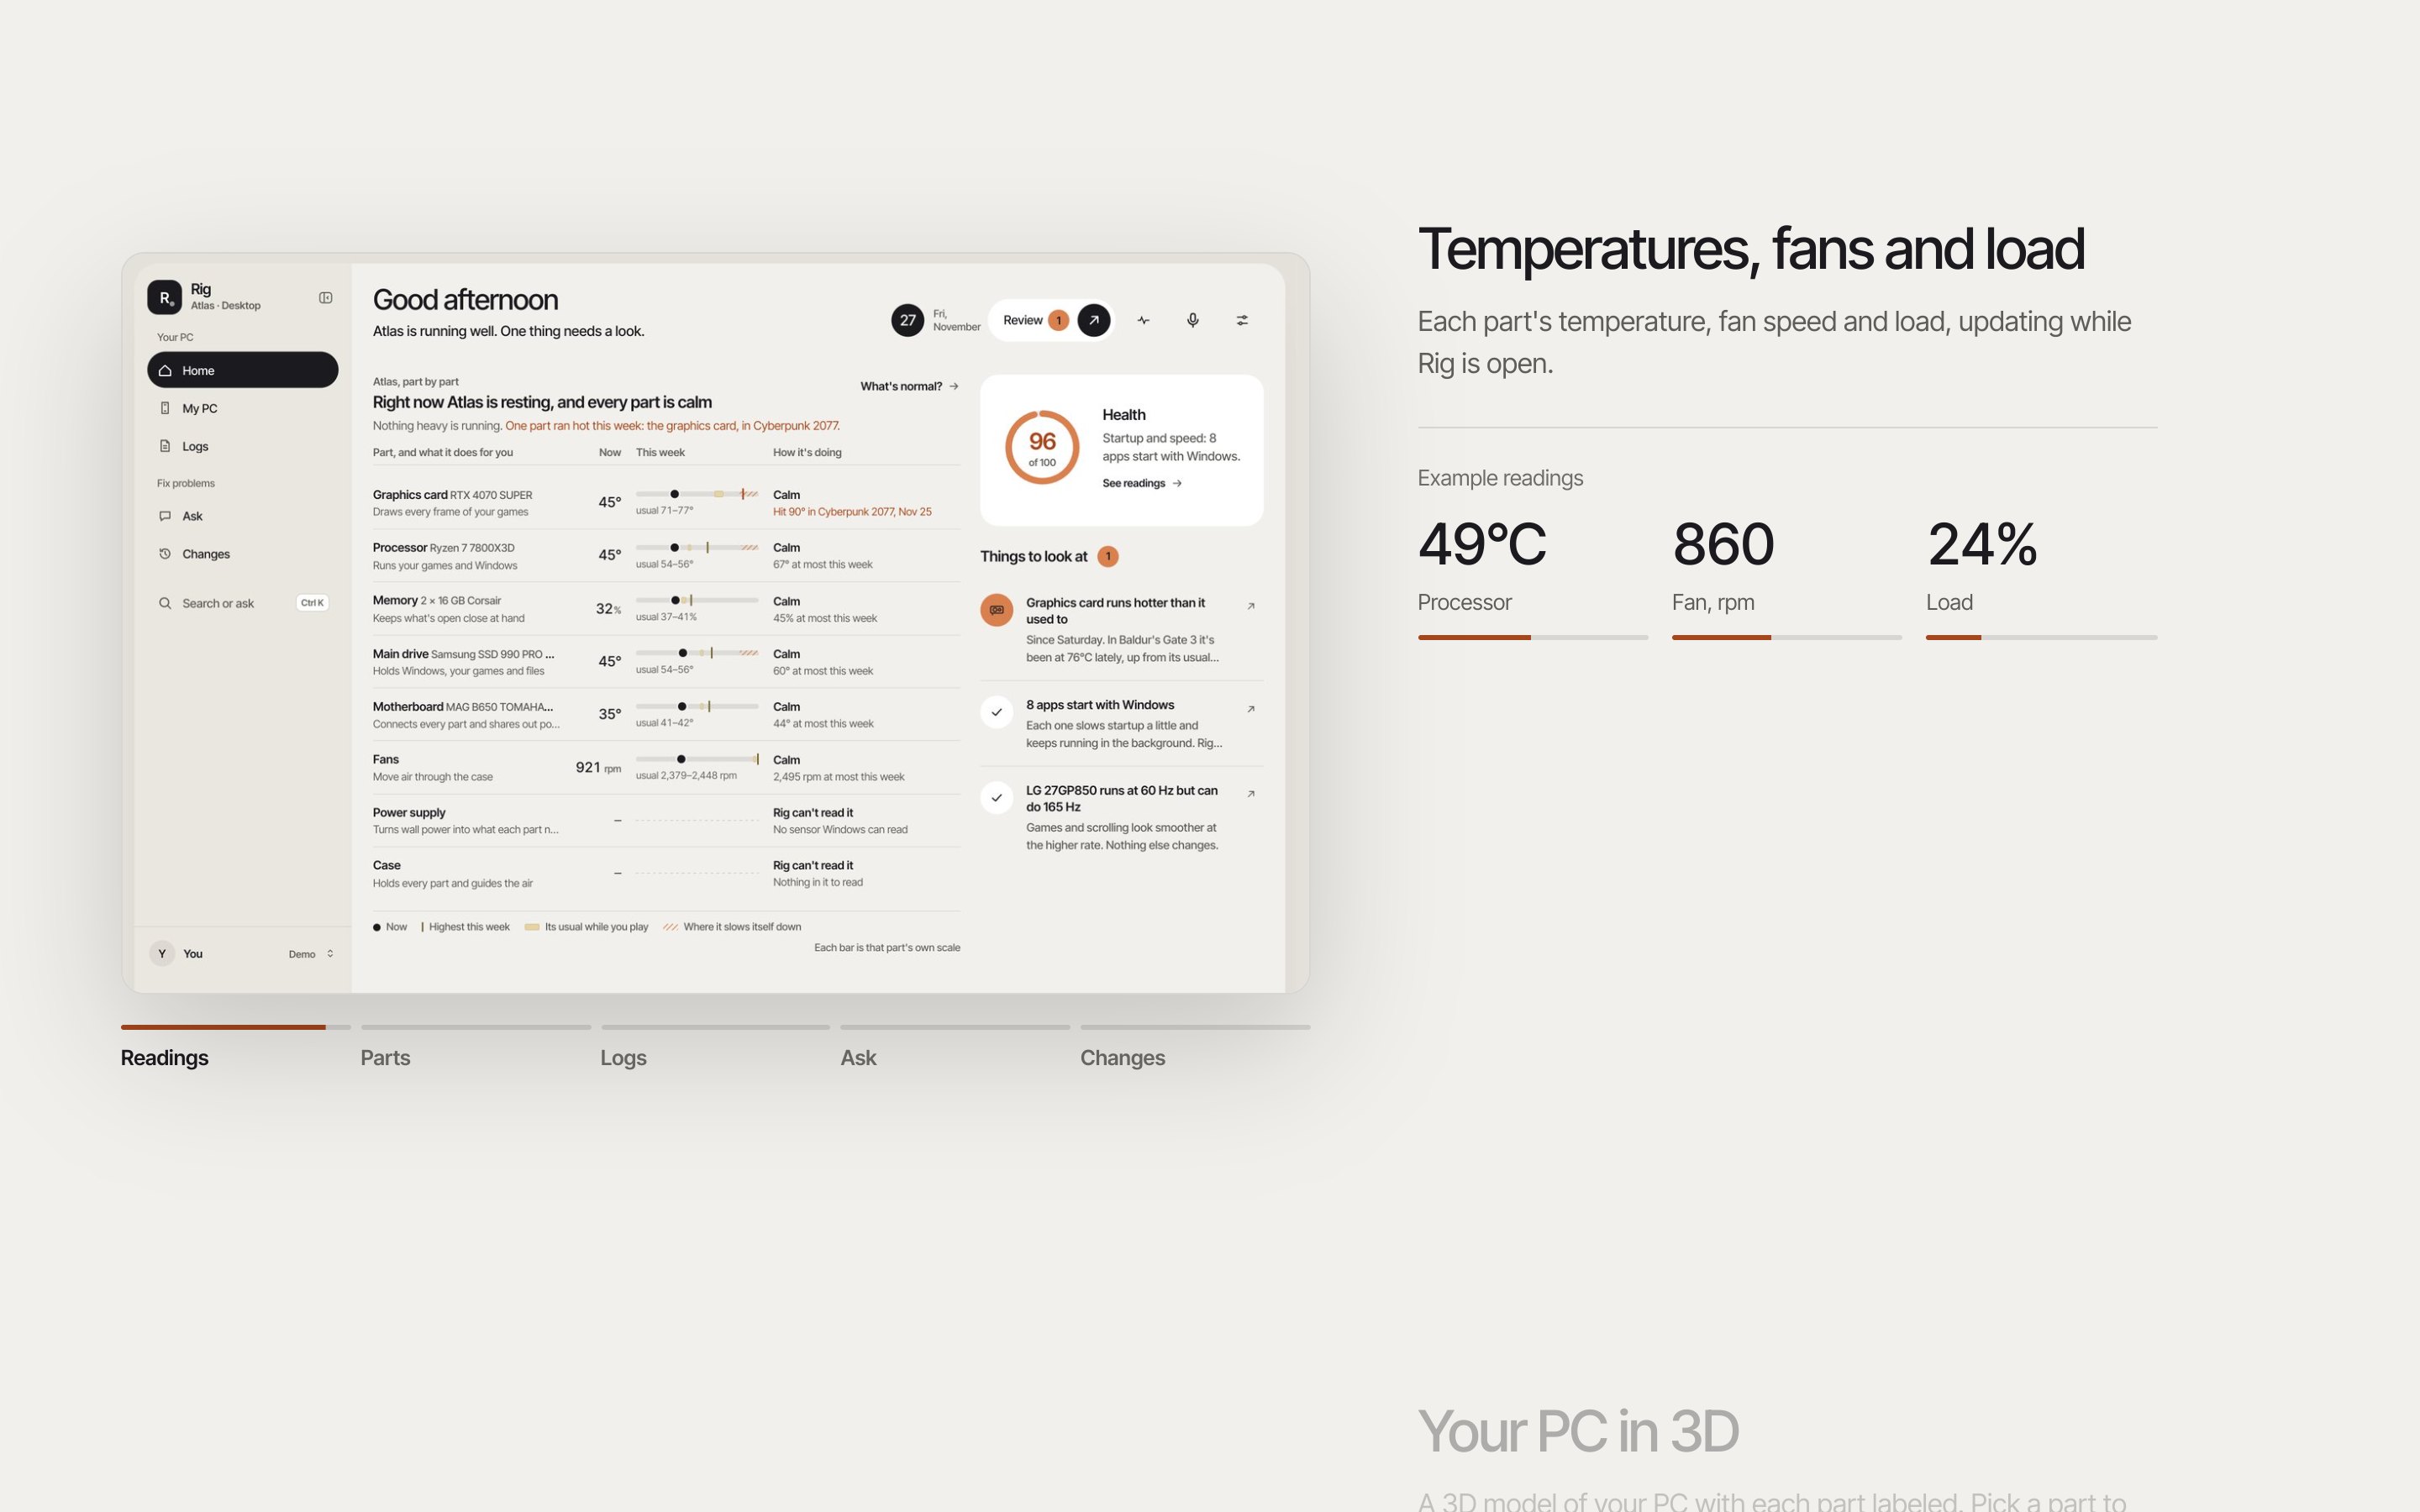 R.
Rig
Atlas · Desktop
Your PC
Home
My PC
Logs
Fix problems
Ask
Changes
Search or ask
Ctrl K
Y
You
Demo
Good afternoon
Atlas is running well. One thing needs a look.
27
Fri,
November
Review 1
Atlas, part by part
What's normal?
Right now Atlas is resting, and every part is calm
Nothing heavy is running. One part ran hot this week: the graphics card, in Cyberpunk 2077.
Part, and what it does for you Now This week How it's doing
Graphics card RTX 4070 SUPER
Draws every frame of your games
45°
usual 71–77°
Calm
Hit 90° in Cyberpunk 2077, Nov 25
Processor Ryzen 7 7800X3D
Runs your games and Windows
45°
usual 54–56°
Calm
67° at most this week
Memory 2 × 16 GB Corsair
Keeps what's open close at hand
32%
usual 37–41%
Calm
45% at most this week
Main drive Samsung SSD 990 PRO ...
Holds Windows, your games and files
45°
usual 54–56°
Calm
60° at most this week
Motherboard MAG B650 TOMAHA...
Connects every part and shares out po...
35°
usual 41–42°
Calm
44° at most this week
Fans
Move air through the case
921 rpm
usual 2,379–2,448 rpm
Calm
2,495 rpm at most this week
Power supply
Turns wall power into what each part n...
–
Rig can't read it
No sensor Windows can read
Case
Holds every part and guides the air
–
Rig can't read it
Nothing in it to read
Now Highest this week Its usual while you play Where it slows itself down
Each bar is that part's own scale
96
of 100
Health
Startup and speed: 8
apps start with Windows.
See readings
Things to look at 1
Graphics card runs hotter than it
used to
Since Saturday. In Baldur's Gate 3 it's
been at 76°C lately, up from its usual...
8 apps start with Windows
Each one slows startup a little and
keeps running in the background. Rig...
LG 27GP850 runs at 60 Hz but can
do 165 Hz
Games and scrolling look smoother at
the higher rate. Nothing else changes.
Readings
Parts
Logs
Ask
Changes
Temperatures, fans and load
Each part's temperature, fan speed and load, updating while
Rig is open.
Example readings
49°C
Processor
860
Fan, rpm
24%
Load
Your PC in 3D
A 3D model of your PC with each part labeled. Pick a part to